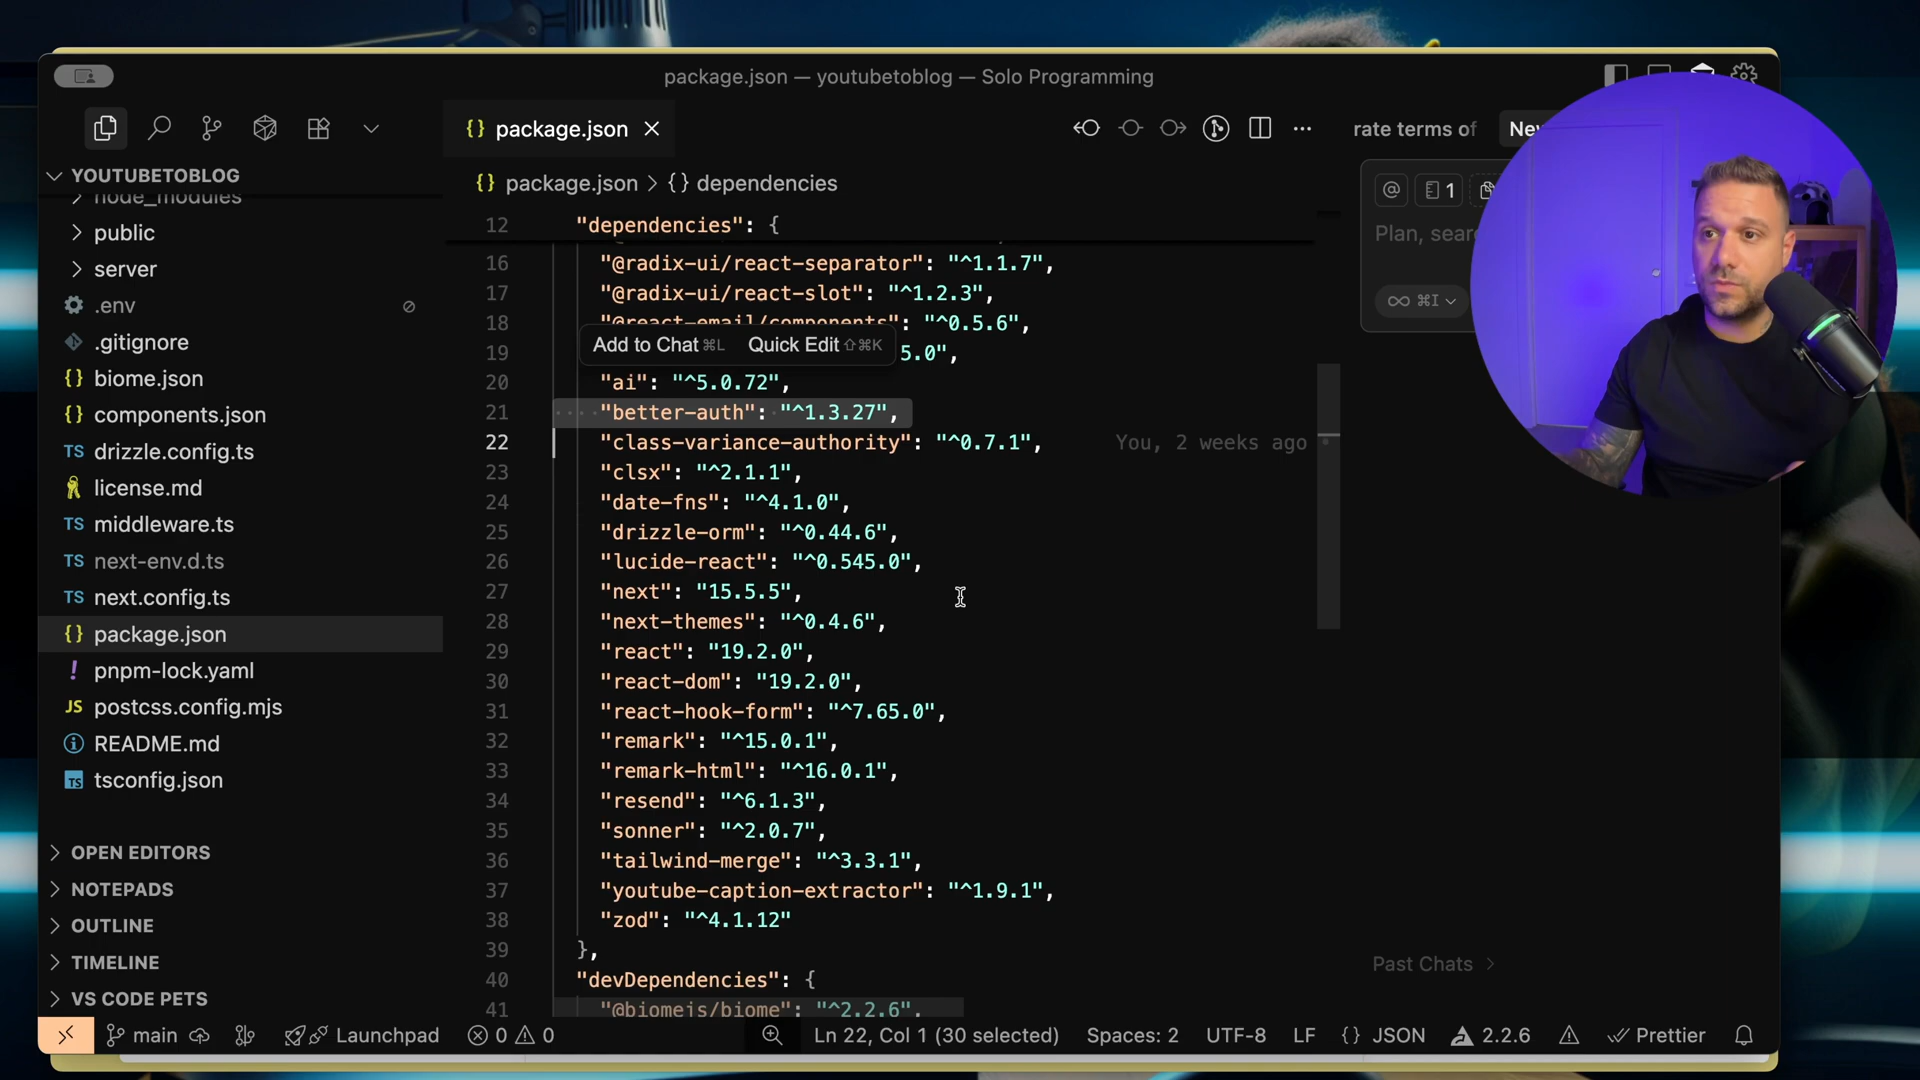 package.json — youtubetoblog — Solo Programming
package.json
rate terms of
New
YOUTUBETOBLOG
node_modules
public
server
.env
.gitignore
biome.json
components.json
drizzle.config.ts
license.md
middleware.ts
next-env.d.ts
next.config.ts
package.json
pnpm-lock.yaml
postcss.config.mjs
README.md
tsconfig.json
OPEN EDITORS
NOTEPADS
OUTLINE
TIMELINE
VS CODE PETS
{} package.json > {} dependencies
12 "dependencies": {
16 "@radix-ui/react-separator": "^1.1.7",
17 "@radix-ui/react-slot": "^1.2.3",
18 "@react-email/components": "^0.5.6",
Add to Chat ⌘L Quick Edit ⇧⌘K
19 5.0",
20 "ai": "^5.0.72",
21 "better-auth": "^1.3.27",
22 "class-variance-authority": "^0.7.1", You, 2 weeks ago
23 "clsx": "^2.1.1",
24 "date-fns": "^4.1.0",
25 "drizzle-orm": "^0.44.6",
26 "lucide-react": "^0.545.0",
27 "next": "15.5.5",
28 "next-themes": "^0.4.6",
29 "react": "19.2.0",
30 "react-dom": "19.2.0",
31 "react-hook-form": "^7.65.0",
32 "remark": "^15.0.1",
33 "remark-html": "^16.0.1",
34 "resend": "^6.1.3",
35 "sonner": "^2.0.7",
36 "tailwind-merge": "^3.3.1",
37 "youtube-caption-extractor": "^1.9.1",
38 "zod": "^4.1.12"
39 },
40 "devDependencies": {
41 "@biomejs/biome": "^2.2.6",
@ 1
Plan, sear
∞ ⌘I
Past Chats >
main Launchpad 0 0 Ln 22, Col 1 (30 selected) Spaces: 2 UTF-8 LF {} JSON 2.2.6 Prettier